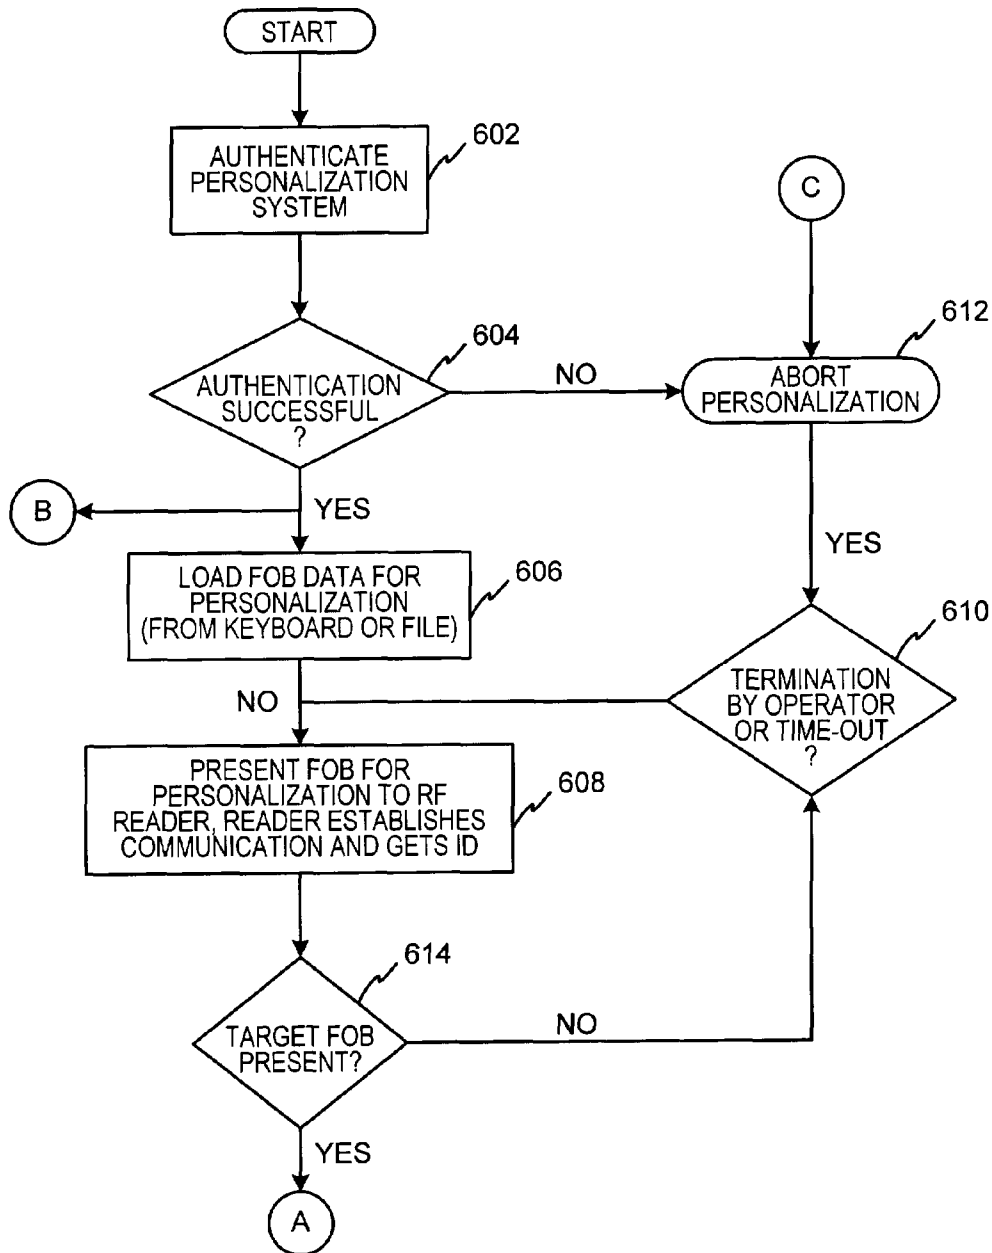 START
602
AUTHENTICATE
PERSONALIZATION
SYSTEM
C
612
604
AUTHENTICATION
SUCCESSFUL
?
NO
ABORT
PERSONALIZATION
B
YES
YES
LOAD FOB DATA FOR
PERSONALIZATION
(FROM KEYBOARD OR FILE)
606
610
TERMINATION
BY OPERATOR
OR TIME-OUT
?
NO
PRESENT FOB FOR
PERSONALIZATION TO RF
READER, READER ESTABLISHES
COMMUNICATION AND GETS ID
608
614
TARGET FOB
PRESENT?
NO
YES
A